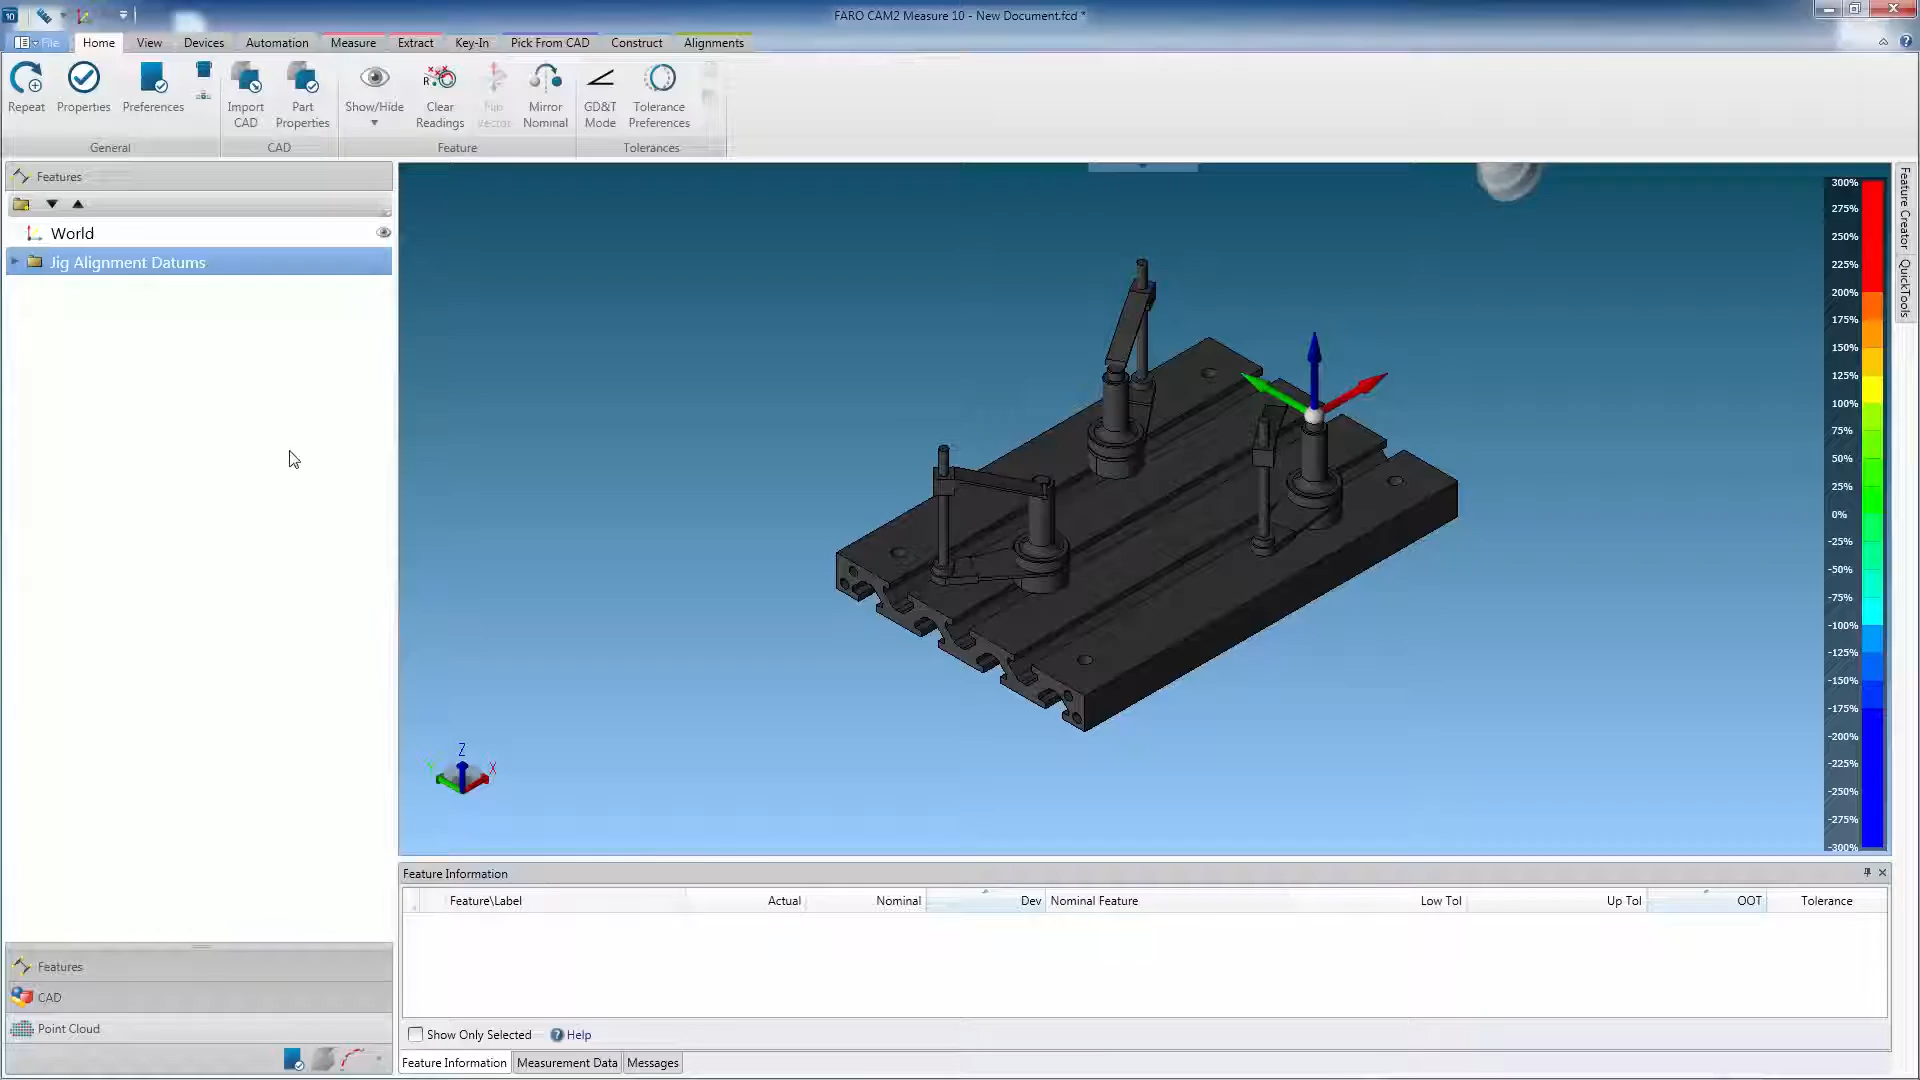 10
FARO CAM2 Measure 10 - New Document.fcd *
File Home View Devices Automation Measure Extract Key-In Pick From CAD Construct Alignments
Repeat Properties Preferences Import CAD Part Properties Show/Hide Clear Readings Flip Vector Mirror Nominal GD&T Mode Tolerance Preferences
General CAD Feature Tolerances
Features
World
Jig Alignment Datums
300%
275%
250%
225%
200%
175%
150%
125%
100%
75%
50%
25%
0%
-25%
-50%
-75%
-100%
-125%
-150%
-175%
-200%
-225%
-250%
-275%
-300%
Feature Creator
QuickTools
Z
Y X
Feature Information
Feature\Label Actual Nominal Dev Nominal Feature Low Tol Up Tol OOT Tolerance
Features
CAD
Point Cloud
Show Only Selected Help
Feature Information Measurement Data Messages